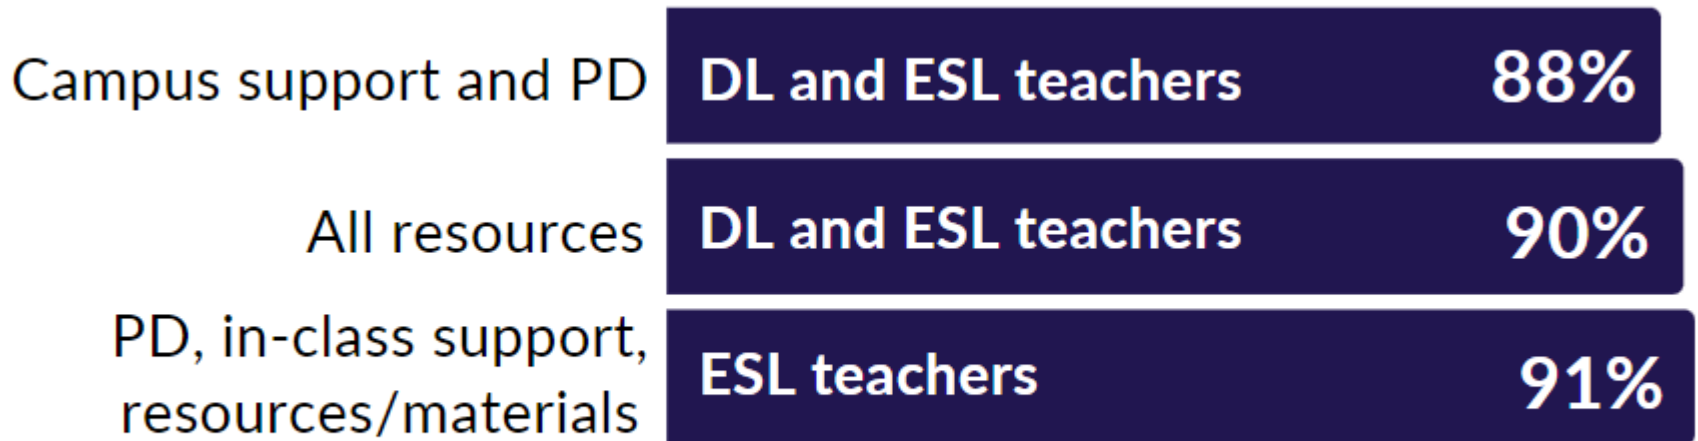 Campus support and PD DL and ESL teachers 88%
All resources DL and ESL teachers 90%
PD, in-class support,
resources/materials ESL teachers 91%